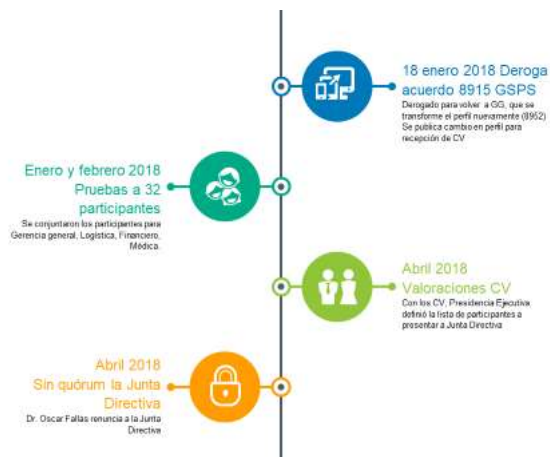 18 enero 2018 Deroga
acuerdo 8915 GSPS
Derogado para volver a GG, que se
transforme el perfil nuevamente (8952)
Se publica cambio en perfil para
recepción de CV
Enero y febrero 2018
Pruebas a 32
participantes
Se conjuntaron los participantes para
Gerencia general, Logística, Financiero,
Médica.
Abril 2018
Valoraciones CV
Con los CV, Presidencia Ejecutiva
definió la lista de participantes a
presentar a Junta Directiva
Abril 2018
Sin quórum la Junta
Directiva
Dr. Oscar Fallas renuncia a la Junta
Directiva